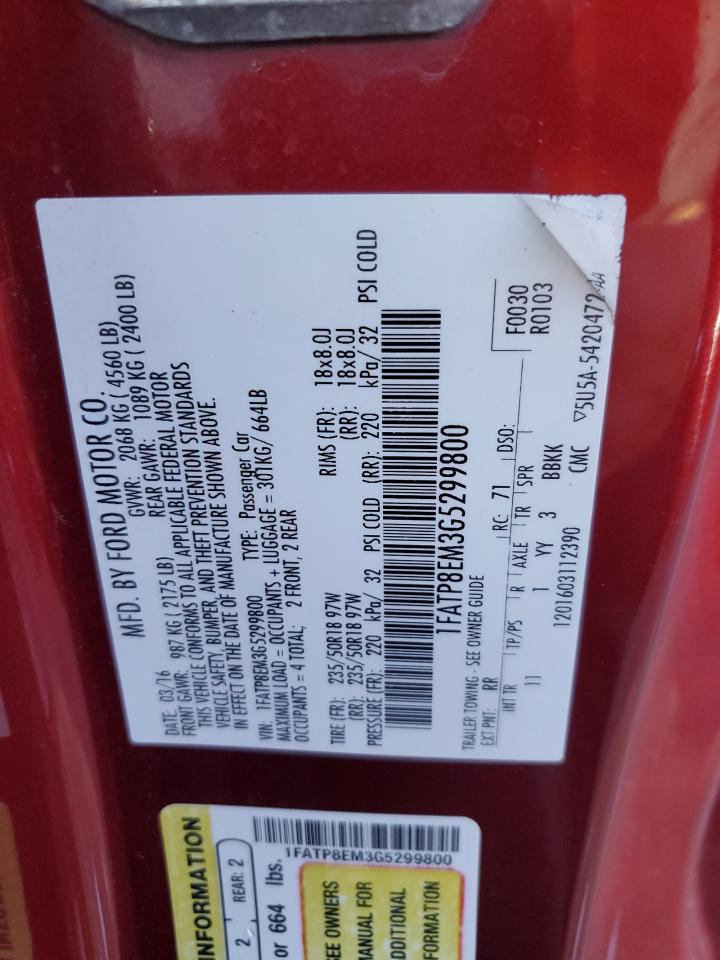 MFD. BY FORD MOTOR CO.
DATE: 03/16 GVWR: 2068 KG ( 4560 LB)
FRONT GAWR: 987 KG ( 2175 LB) REAR GAWR: 1089 KG ( 2400 LB)
THIS VEHICLE CONFORMS TO ALL APPLICABLE FEDERAL MOTOR
VEHICLE SAFETY, BUMPER, AND THEFT PREVENTION STANDARDS
IN EFFECT ON THE DATE OF MANUFACTURE SHOWN ABOVE.
VIN: 1FATP8EM3G5299800 TYPE: Passenger Car
MAXIMUM LOAD = OCCUPANTS + LUGGAGE = 301KG/ 664LB
OCCUPANTS = 4 TOTAL; 2 FRONT, 2 REAR
TIRE (FR): 235/50R18 97W RIMS (FR): 18x8.0J
(RR): 235/50R18 97W (RR): 18x8.0J
PRESSURE (FR): 220 kPa/ 32 PSI COLD (RR): 220 kPa/ 32 PSI COLD
1FATP8EM3G5299800
TRAILER TOWING - SEE OWNER GUIDE
EXT PNT: RR RC: 71 DSO: F0030
R0103
INT TR TP/PS R AXLE TR SPR
11 1 YY 3 BBKK
1201603112390 CMC
5U5A-5420472-AA
INFORMATION
2 REAR: 2
or 664 lbs.
1FATP8EM3G5299800
SEE OWNERS
MANUAL FOR
ADDITIONAL
INFORMATION